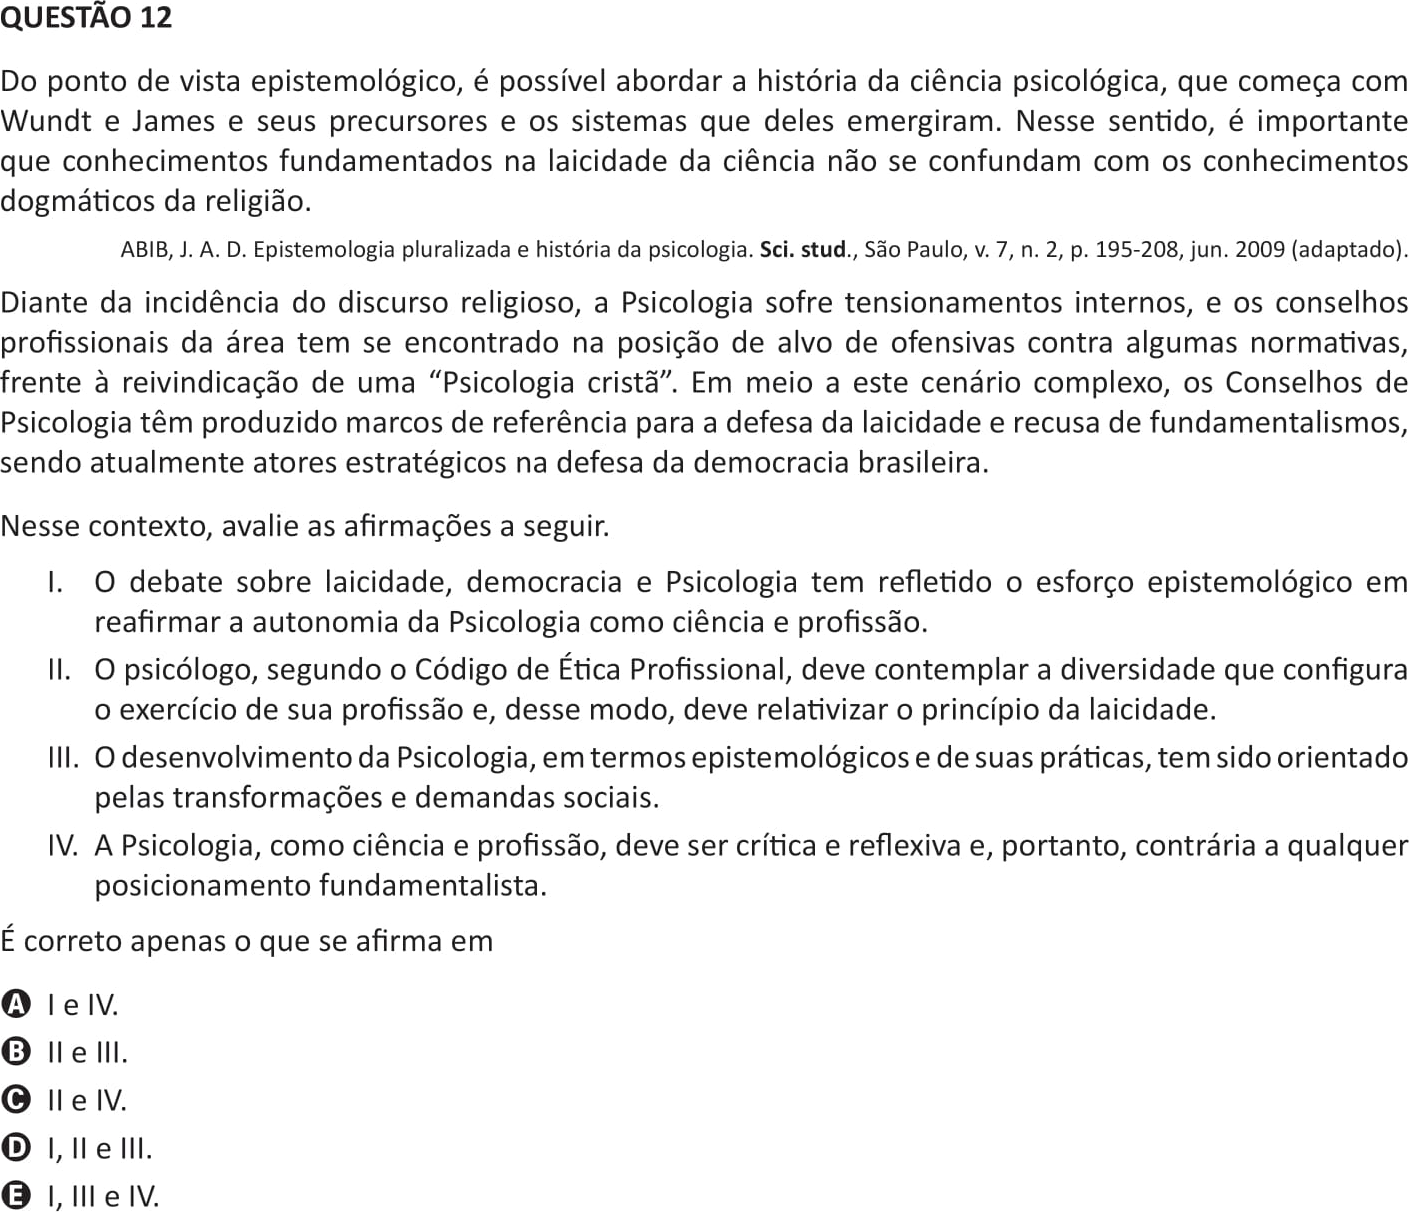 QUESTÃO 12
Do ponto de vista epistemológico, é possível abordar a história da ciência psicológica, que começa com
Wundt e James e seus precursores e os sistemas que deles emergiram. Nesse sentido, é importante
que conhecimentos fundamentados na laicidade da ciência não se confundam com os conhecimentos
dogmáticos da religião.
ABIB, J. A. D. Epistemologia pluralizada e história da psicologia. Sci. stud., São Paulo, v. 7, n. 2, p. 195-208, jun. 2009 (adaptado).
Diante da incidência do discurso religioso, a Psicologia sofre tensionamentos internos, e os conselhos
profissionais da área tem se encontrado na posição de alvo de ofensivas contra algumas normativas,
frente à reivindicação de uma “Psicologia cristã”. Em meio a este cenário complexo, os Conselhos de
Psicologia têm produzido marcos de referência para a defesa da laicidade e recusa de fundamentalismos,
sendo atualmente atores estratégicos na defesa da democracia brasileira.
Nesse contexto, avalie as afirmações a seguir.
I. O debate sobre laicidade, democracia e Psicologia tem refletido o esforço epistemológico em
reafirmar a autonomia da Psicologia como ciência e profissão.
II. O psicólogo, segundo o Código de Ética Profissional, deve contemplar a diversidade que configura
o exercício de sua profissão e, desse modo, deve relativizar o princípio da laicidade.
III. O desenvolvimento da Psicologia, em termos epistemológicos e de suas práticas, tem sido orientado
pelas transformações e demandas sociais.
IV. A Psicologia, como ciência e profissão, deve ser crítica e reflexiva e, portanto, contrária a qualquer
posicionamento fundamentalista.
É correto apenas o que se afirma em
A I e IV.
B II e III.
C II e IV.
D I, II e III.
E I, III e IV.